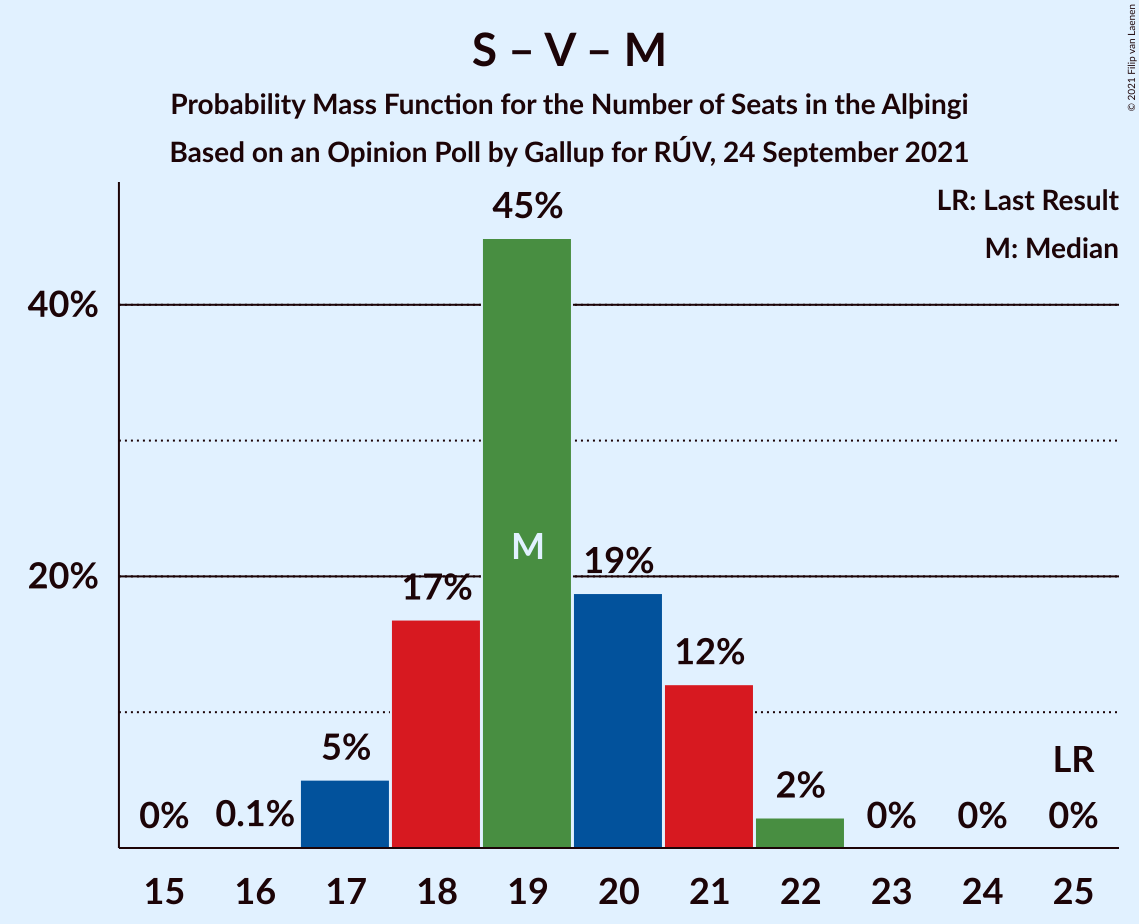 S – V – M
Probability Mass Function for the Number of Seats in the Alþingi
Based on an Opinion Poll by Gallup for RÚV, 24 September 2021
© 2021 Filip van Laenen
LR: Last Result
M: Median
45%
40%
M
19%
20%
17%
12%
5%
LR
2%
0% 0.1% 0% 0% 0%
15 16 17 18 19 20 21 22 23 24 25